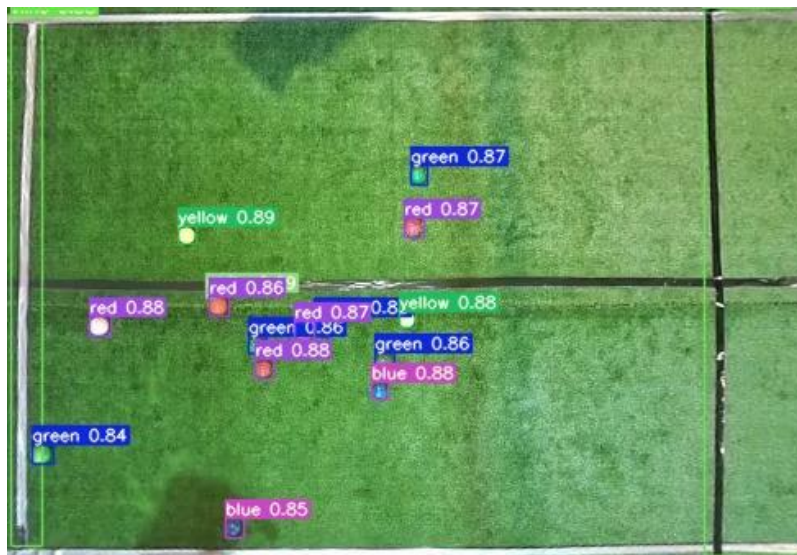 green 0.87
yellow 0.89
red 0.87
red 0.86
red 0.88
red 0.87
yellow 0.88
green 0.86
green 0.86
red 0.88
blue 0.88
green 0.84
blue 0.85